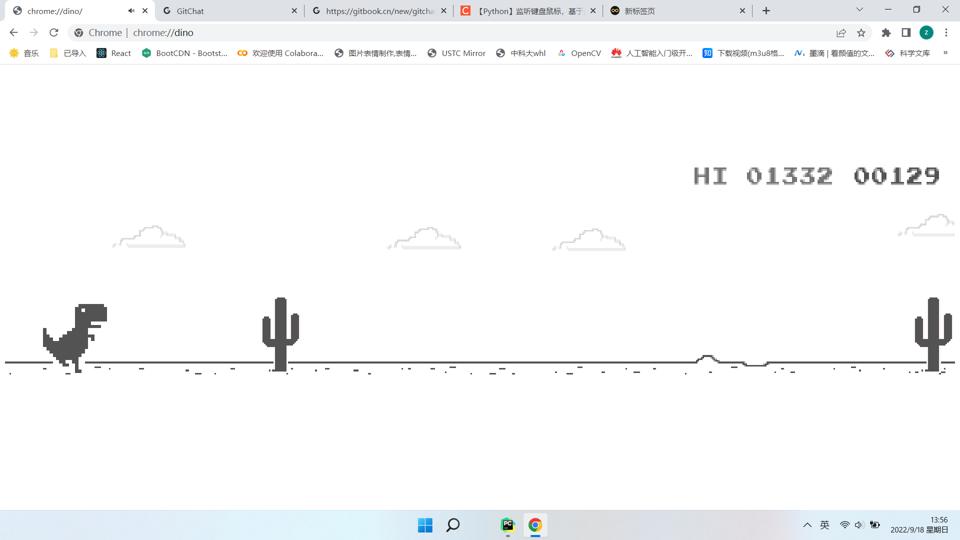 chrome://dino/
GitChat
https://gitbook.cn/new/gitcha
【Python】监听键盘鼠标，基于
新标签页
Chrome | chrome://dino
音乐
已导入
React
BootCDN - Bootst...
欢迎使用 Colabora...
图片表情制作,表情...
USTC Mirror
中科大whl
OpenCV
人工智能入门极开...
下载视频(m3u8格...
墨滴 | 看颜值的文...
科学文库
»
HI 01332 00129
英
13:56
2022/9/18 星期日